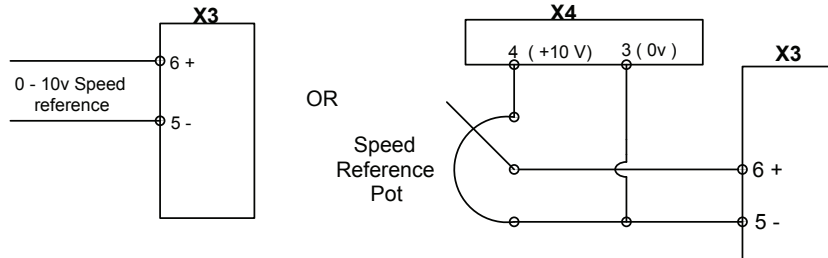 X3
6 +
0 - 10v Speed
reference
5 -
OR
X4
4 ( +10 V) 3 ( 0v )
X3
Speed
Reference
Pot
6 +
5 -